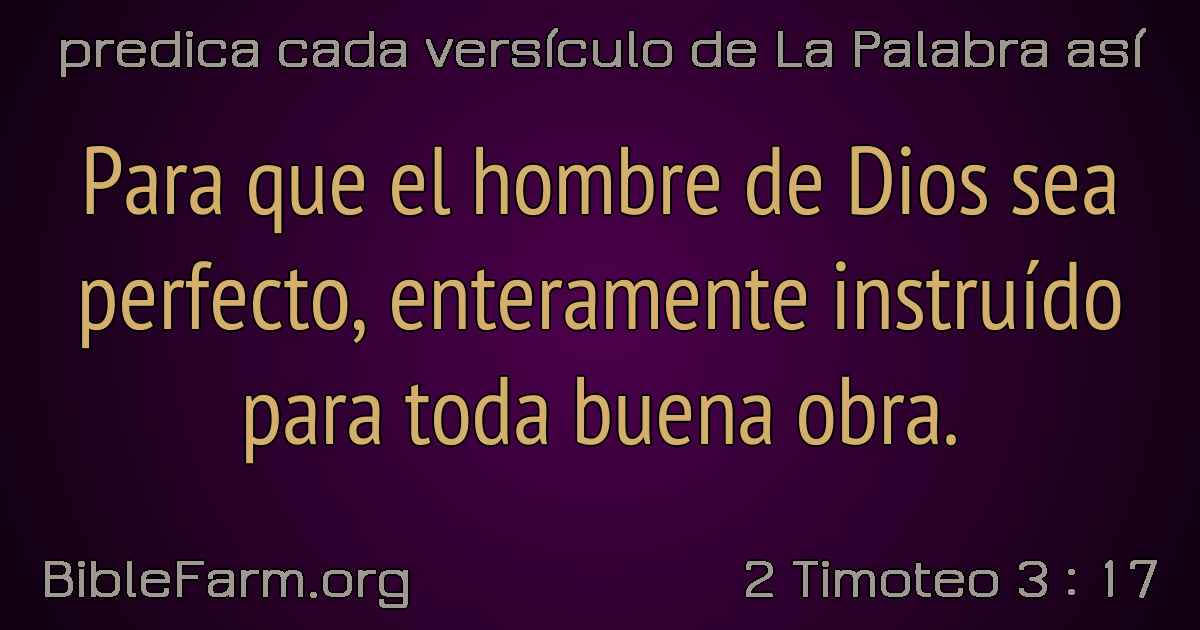 predica cada versículo de La Palabra así
Para que el hombre de Dios sea
perfecto, enteramente instruído
para toda buena obra.
BibleFarm.org
2 Timoteo 3 : 17